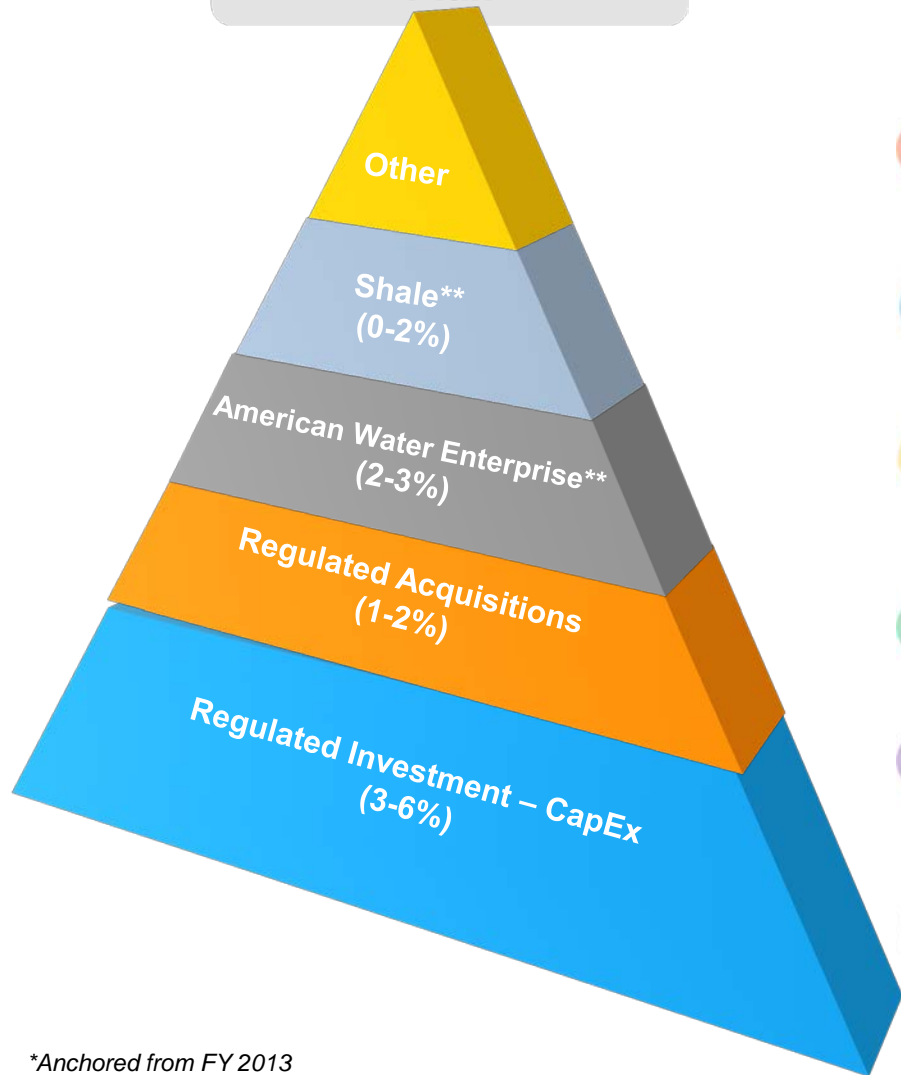 Other
Shale**
(0-2%)
American Water Enterprise**
(2-3%)
Regulated Acquisitions
(1-2%)
Regulated Investment – CapEx
(3-6%)
*Anchored from FY 2013